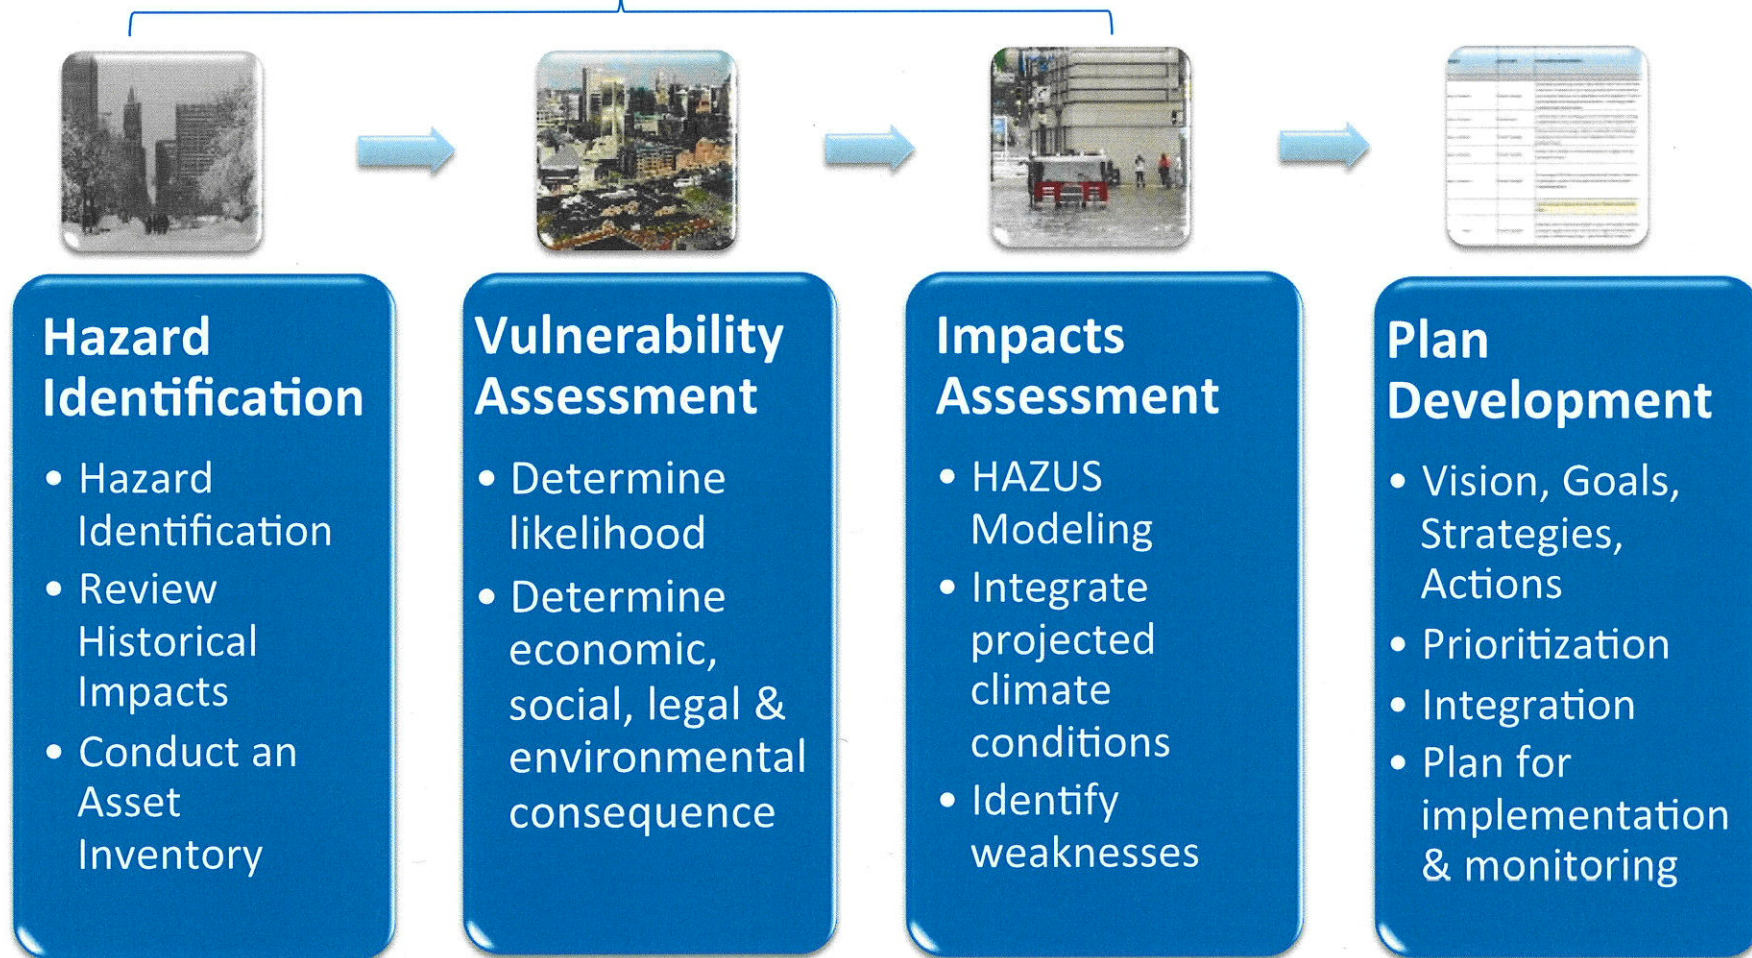 Hazard
Identification
• Hazard
Identification
• Review
Historical
Impacts
• Conduct an
Asset
Inventory
Vulnerability
Assessment
• Determine
likelihood
• Determine
economic,
social, legal &
environmental
consequence
Impacts
Assessment
• HAZUS
Modeling
• Integrate
projected
climate
conditions
• Identify
weaknesses
Plan
Development
• Vision, Goals,
Strategies,
Actions
• Prioritization
• Integration
• Plan for
implementation
& monitoring